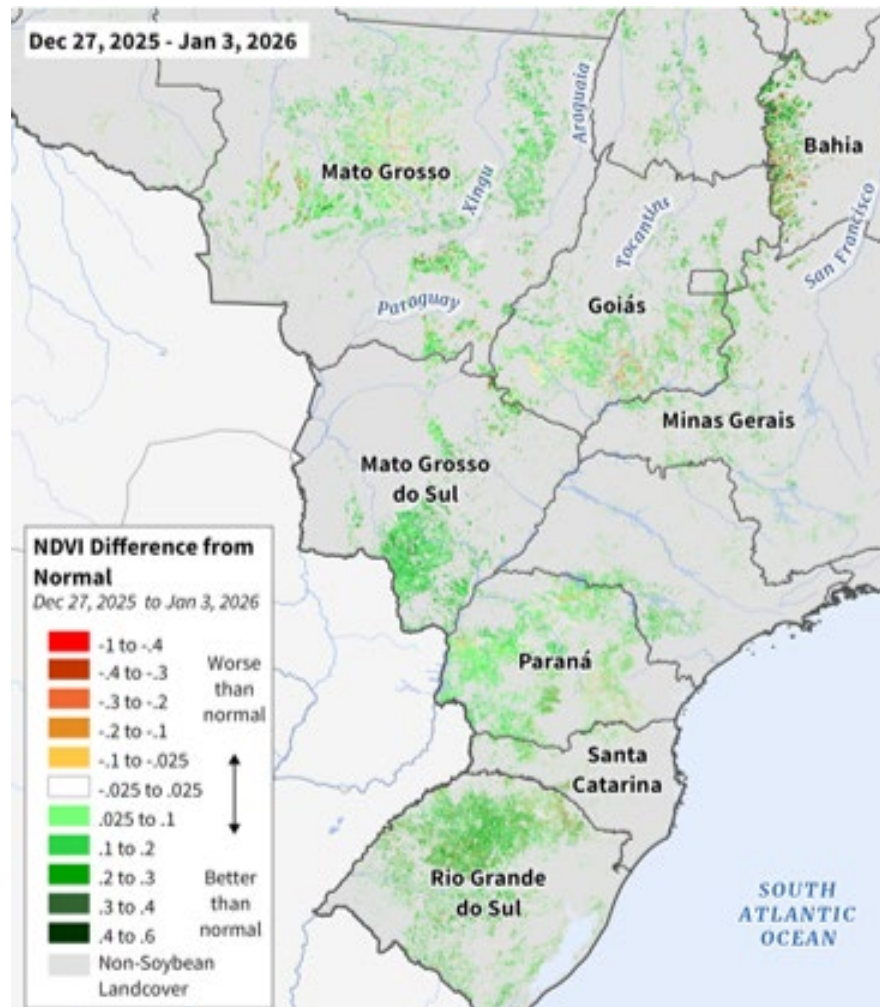 Dec 27, 2025 - Jan 3, 2026
Mato Grosso
Xingu
Araguaia
Bahia
Tocantins
San Francisco
Paraguay
Goiás
Minas Gerais
Mato Grosso
do Sul
Paraná
Santa
Catarina
Rio Grande
do Sul
SOUTH
ATLANTIC
OCEAN
NDVI Difference from
Normal
Dec 27, 2025 to Jan 3, 2026
-1 to -.4
-.4 to -.3
-.3 to -.2
-.2 to -.1
-.1 to -.025
-.025 to .025
.025 to .1
.1 to .2
.2 to .3
.3 to .4
.4 to .6
Non-Soybean
Landcover
Worse
than
normal
Better
than
normal